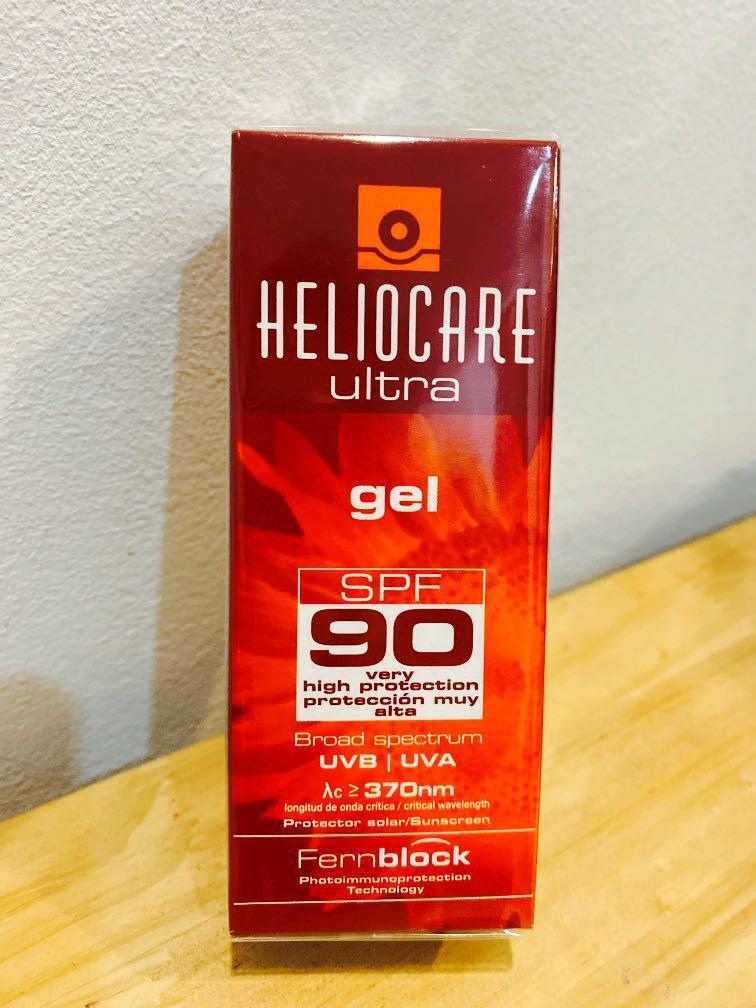 HELIOCARE
ultra
gel
SPF
90
very
high protection
protección muy
alta
Broad spectrum
UVB | UVA
λc ≥ 370nm
longitud de onda crítica / critical wavelength
Protector solar/Sunscreen
Fernblock
Photoimmunoprotection
Technology